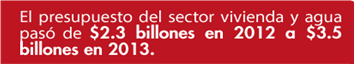 El presupuesto del sector vivienda y agua
pasó de $2.3 billones en 2012 a $3.5
billones en 2013.